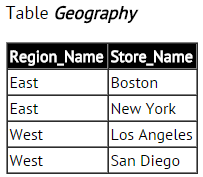 Table Geography
Region_Name Store_Name
East Boston
East New York
West Los Angeles
West San Diego